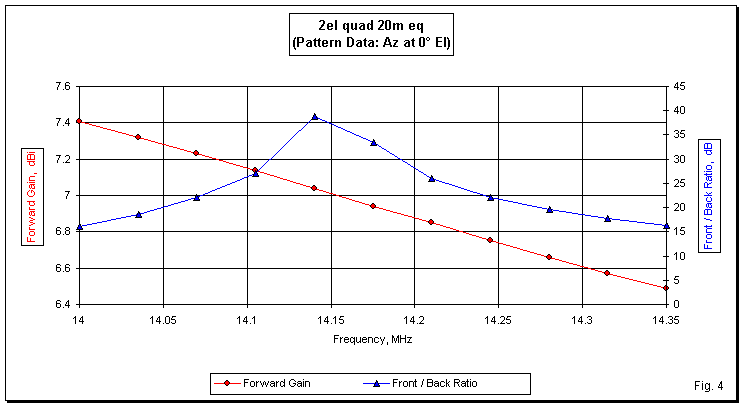 2el quad 20m eq
(Pattern Data: Az at 0° El)
7.6
7.4
7.2
7
6.8
6.6
6.4
Forward Gain, dBi
45
40
35
30
25
20
15
10
5
0
Front / Back Ratio, dB
14 14.05 14.1 14.15 14.2 14.25 14.3 14.35
Frequency, MHz
Forward Gain Front / Back Ratio
Fig. 4